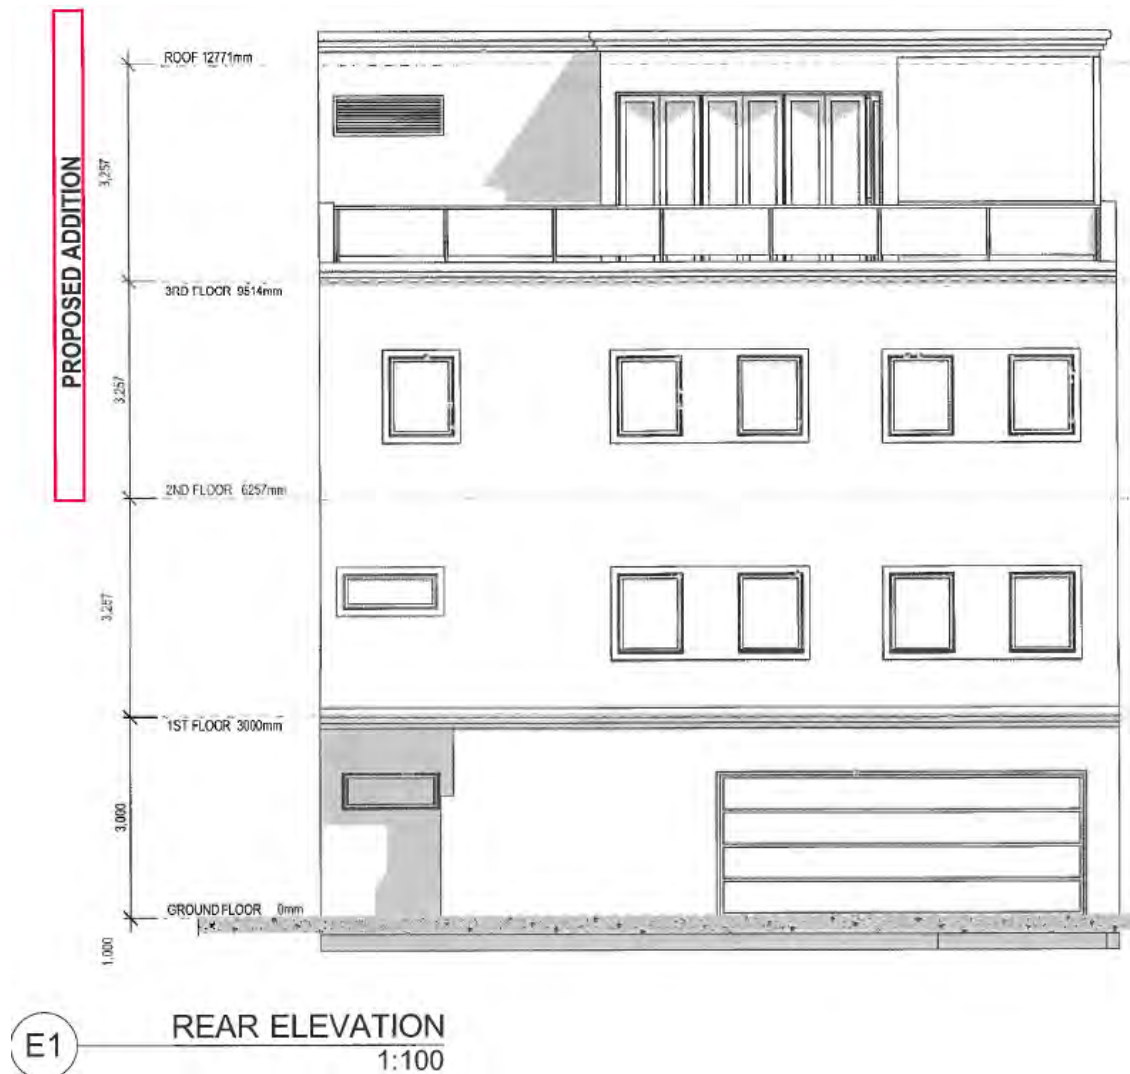 ROOF 12771mm
3,257
PROPOSED ADDITION
3RD FLOOR 9514mm
3,257
2ND FLOOR 6257mm
3,257
1ST FLOOR 3000mm
3,000
GROUND FLOOR 0mm
1,000
E1
REAR ELEVATION
1:100